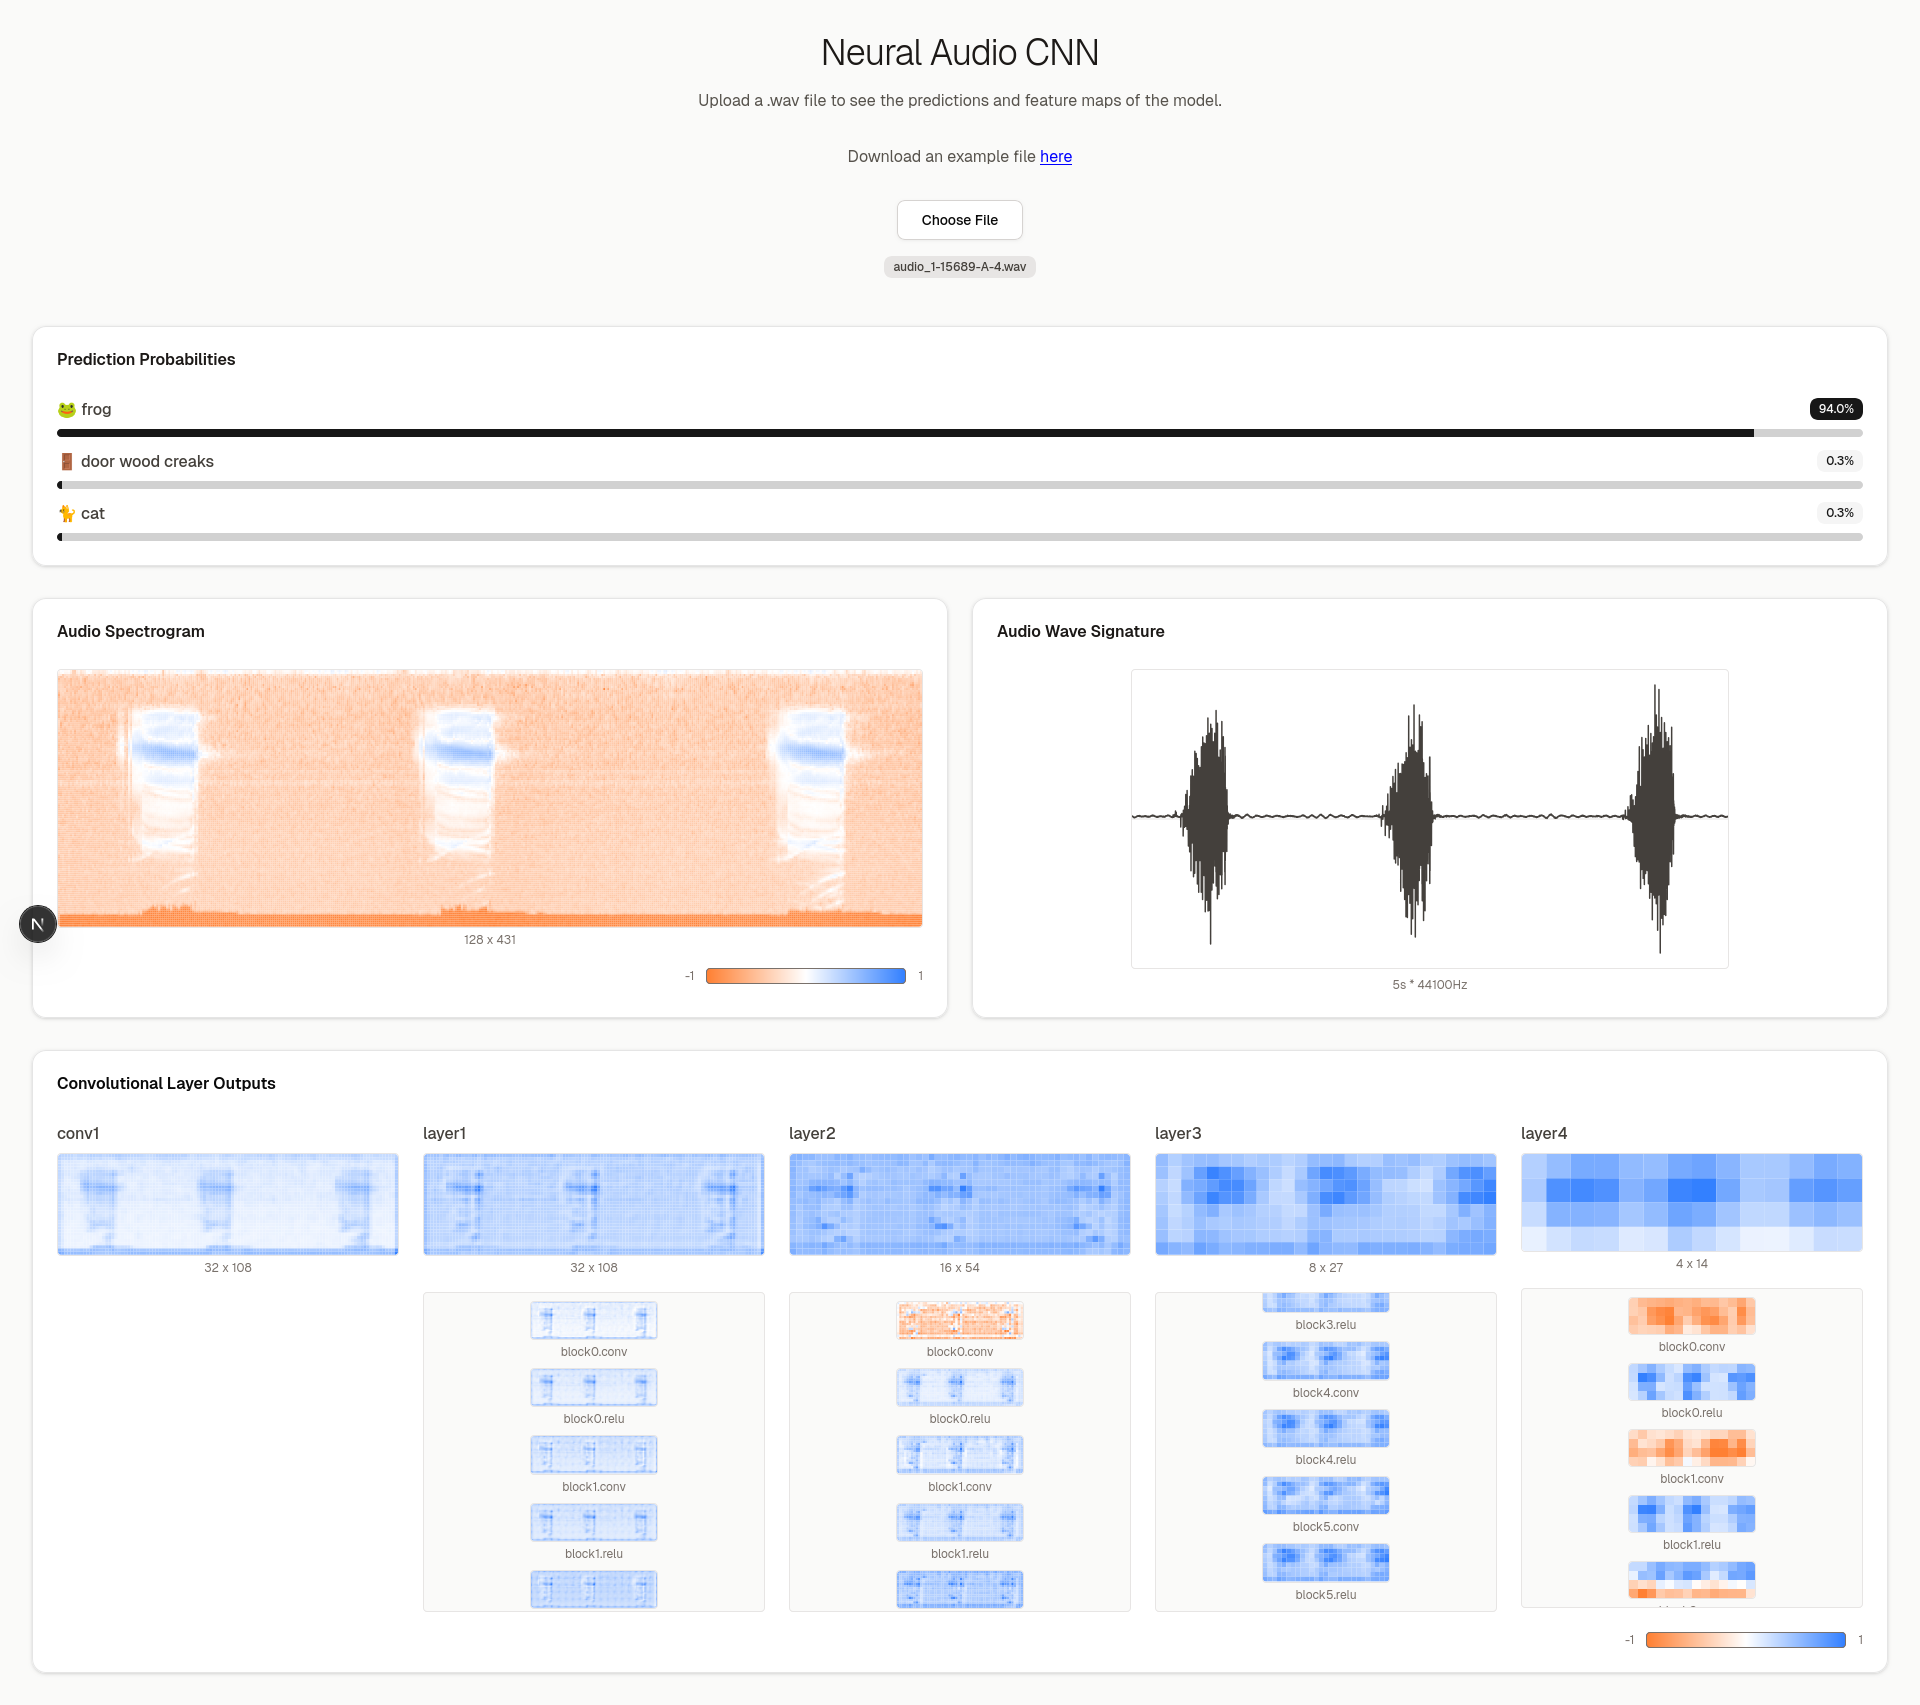 Neural Audio CNN
Upload a .wav file to see the predictions and feature maps of the model.
Download an example file here
Choose File
audio_1-15689-A-4.wav
Prediction Probabilities
🐸 frog 94.0%
🚪 door wood creaks 0.3%
🐈 cat 0.3%
Audio Spectrogram
128 x 431
-1 1
N
Audio Wave Signature
5s * 44100Hz
Convolutional Layer Outputs
conv1
32 x 108
layer1
32 x 108
block0.conv
block0.relu
block1.conv
block1.relu
layer2
16 x 54
block0.conv
block0.relu
block1.conv
block1.relu
layer3
8 x 27
block3.relu
block4.conv
block4.relu
block5.conv
block5.relu
layer4
4 x 14
block0.conv
block0.relu
block1.conv
block1.relu
-1 1